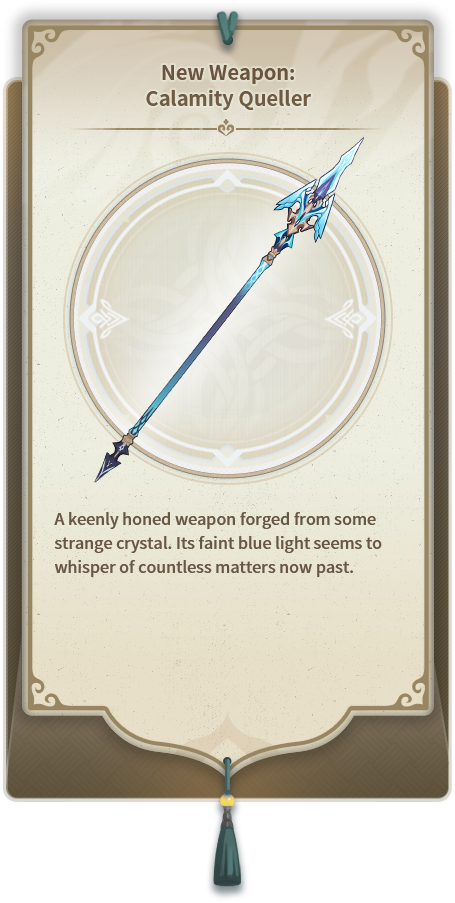 New Weapon:
Calamity Queller
A keenly honed weapon forged from some
strange crystal. Its faint blue light seems to
whisper of countless matters now past.